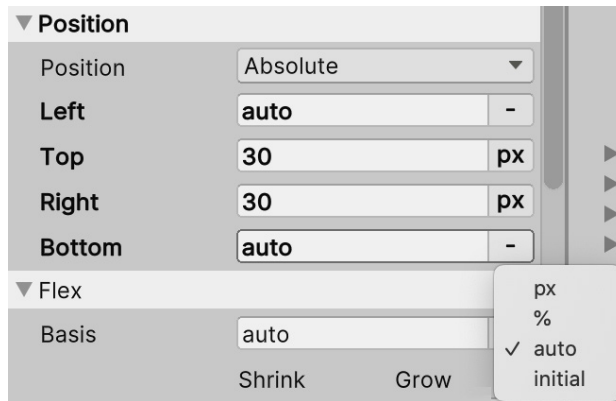 Position
Position Absolute
Left auto -
Top 30 px
Right 30 px
Bottom auto -
Flex
px
%
Basis auto
✓ auto
Shrink Grow
initial